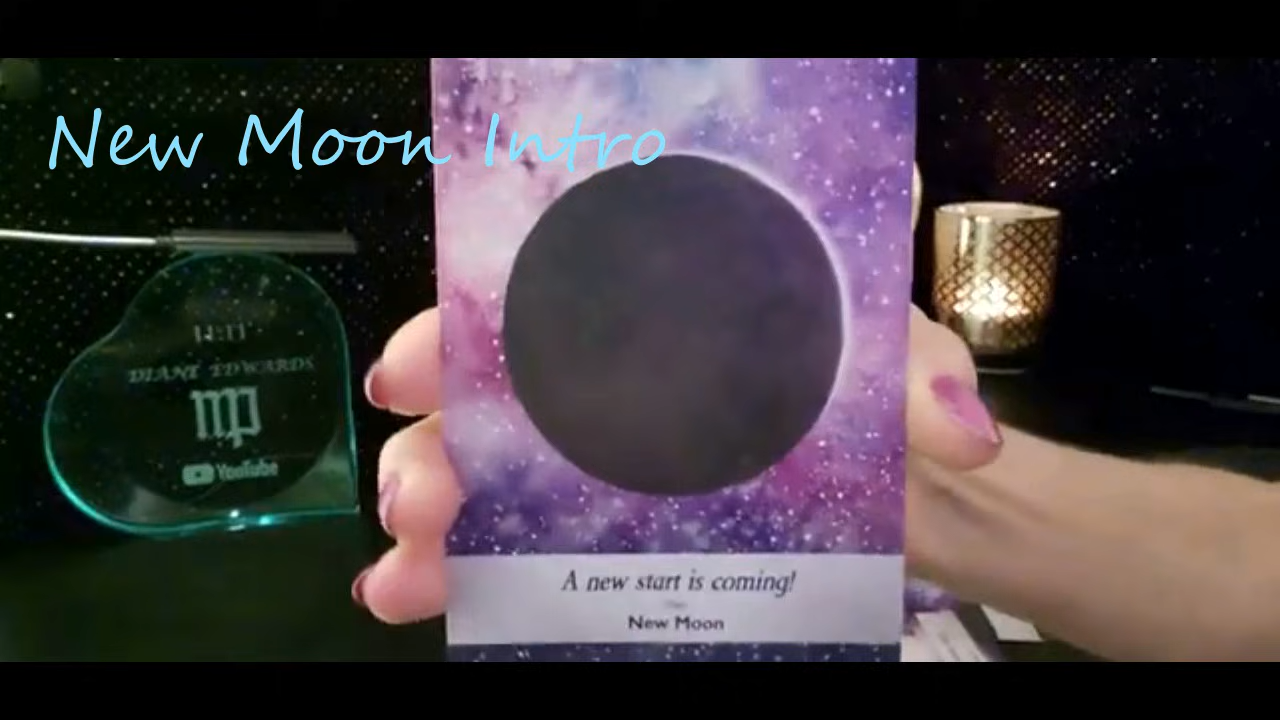 New Moon Intro
11:11
DIANE EDWARDS
YouTube
A new start is coming!
New Moon